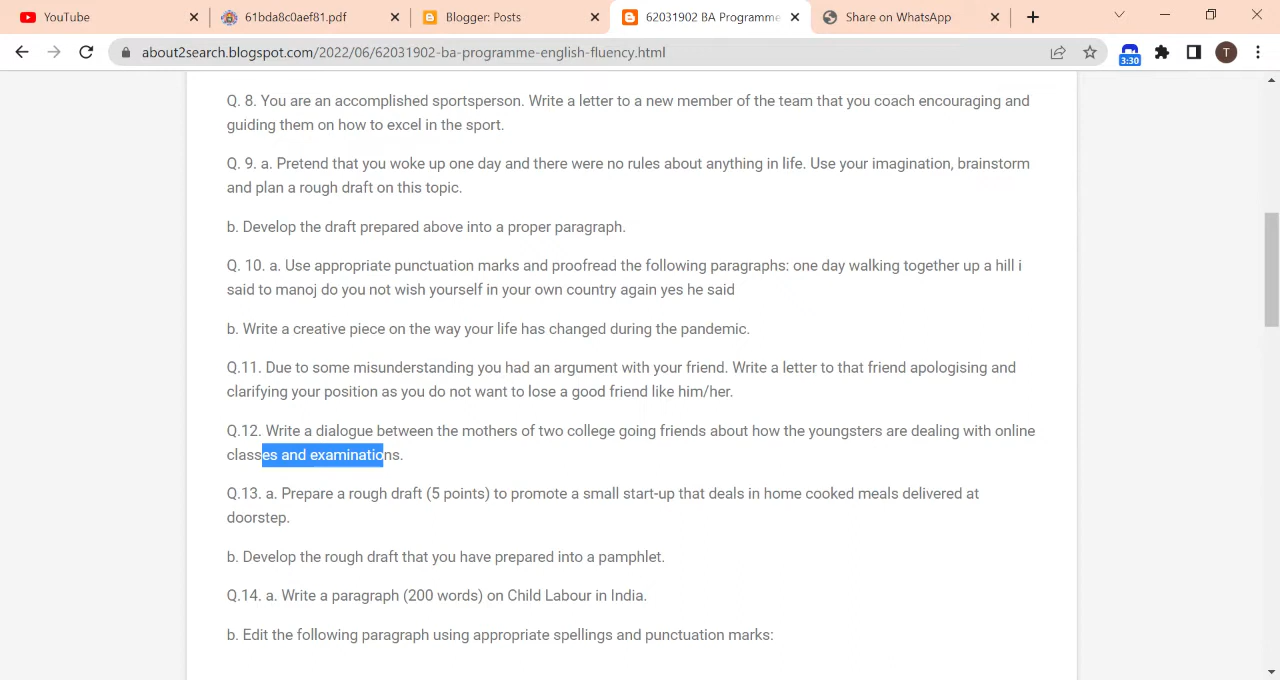 YouTube
61bda8c0aef81.pdf
Blogger: Posts
62031902 BA Programme
Share on WhatsApp
about2search.blogspot.com/2022/06/62031902-ba-programme-english-fluency.html
3:30
T
Q. 8. You are an accomplished sportsperson. Write a letter to a new member of the team that you coach encouraging and
guiding them on how to excel in the sport.
Q. 9. a. Pretend that you woke up one day and there were no rules about anything in life. Use your imagination, brainstorm
and plan a rough draft on this topic.
b. Develop the draft prepared above into a proper paragraph.
Q. 10. a. Use appropriate punctuation marks and proofread the following paragraphs: one day walking together up a hill i
said to manoj do you not wish yourself in your own country again yes he said
b. Write a creative piece on the way your life has changed during the pandemic.
Q.11. Due to some misunderstanding you had an argument with your friend. Write a letter to that friend apologising and
clarifying your position as you do not want to lose a good friend like him/her.
Q.12. Write a dialogue between the mothers of two college going friends about how the youngsters are dealing with online
classes and examinations.
Q.13. a. Prepare a rough draft (5 points) to promote a small start-up that deals in home cooked meals delivered at
doorstep.
b. Develop the rough draft that you have prepared into a pamphlet.
Q.14. a. Write a paragraph (200 words) on Child Labour in India.
b. Edit the following paragraph using appropriate spellings and punctuation marks: